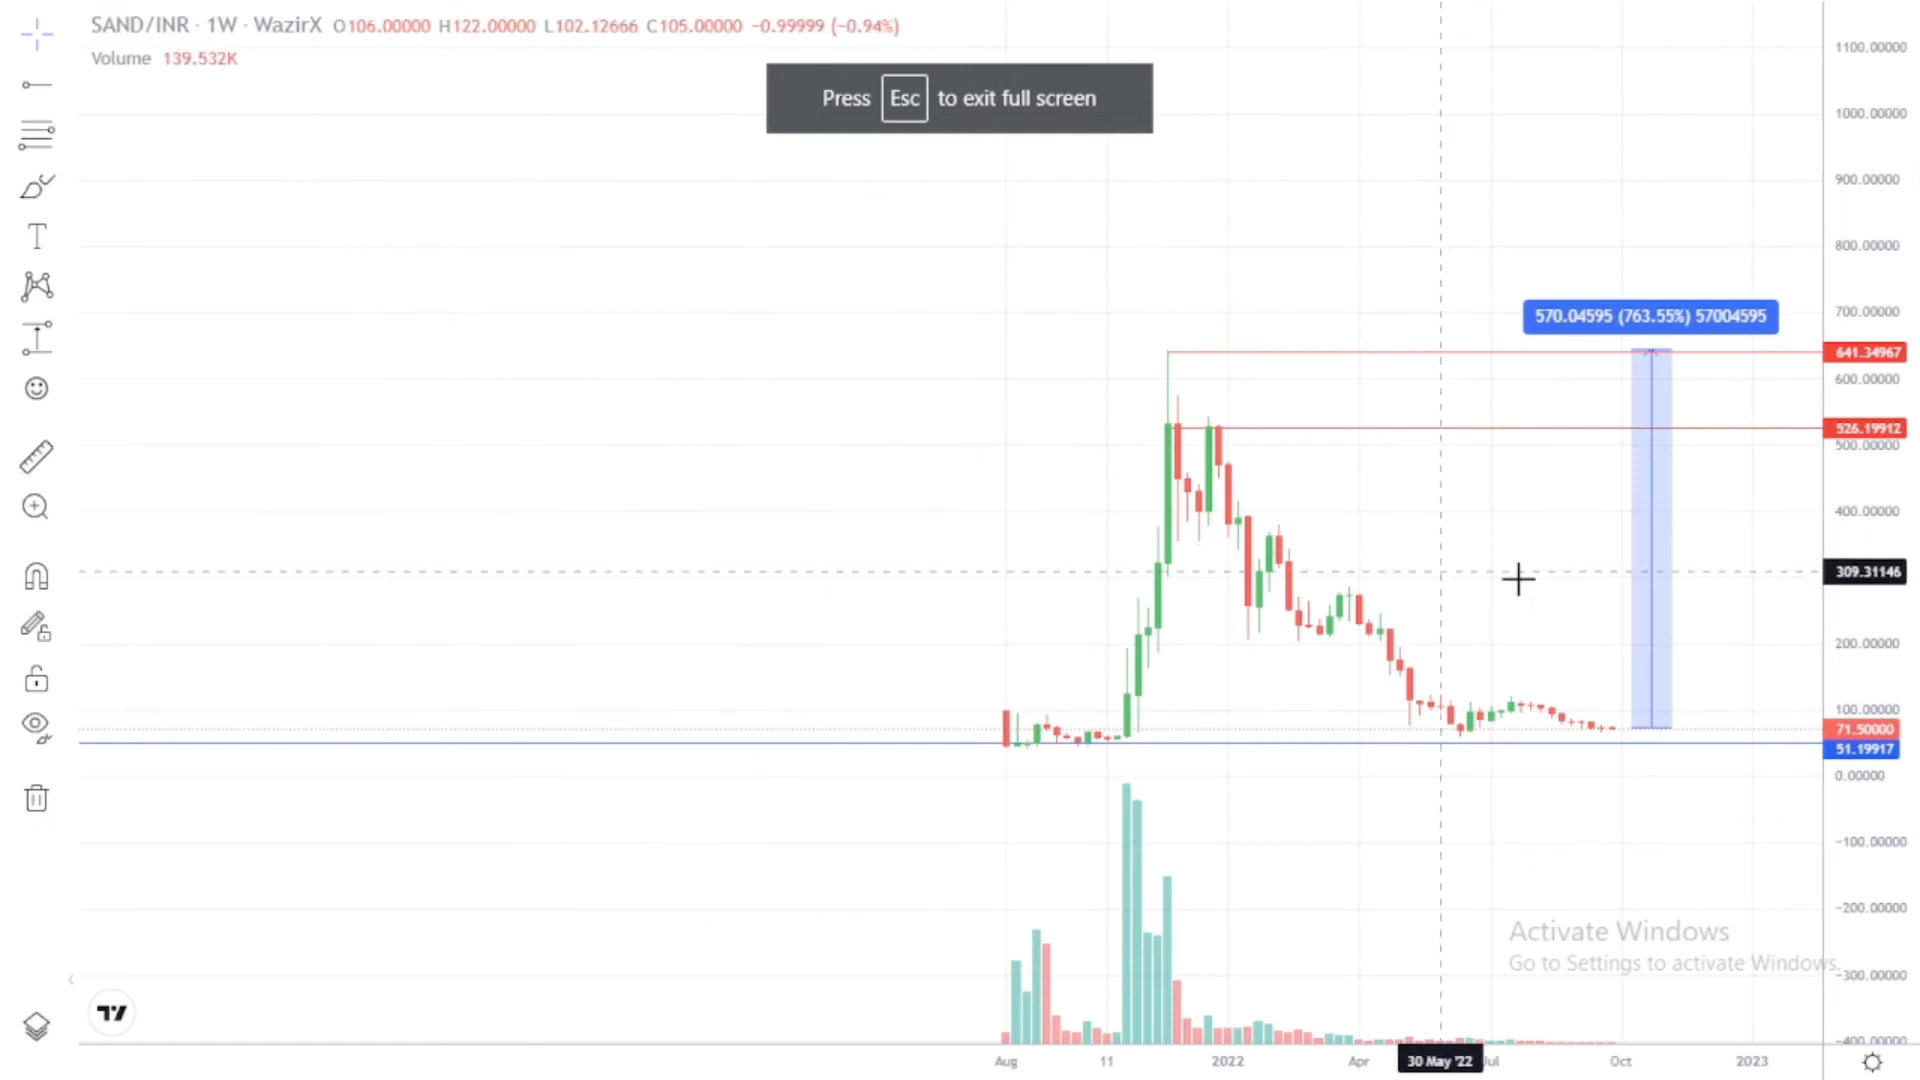 SAND/INR · 1W · WazirX O106.00000 H122.00000 L102.12666 C105.00000 −0.99999 (−0.94%)
Volume 139.532K
Press Esc to exit full screen
1100.00000
1000.00000
900.00000
800.00000
700.00000
570.04595 (763.55%) 57004595
641.34967
600.00000
526.19912
500.00000
400.00000
309.31146
200.00000
100.00000
71.50000
51.19917
0.00000
−100.00000
−200.00000
Activate Windows
Go to Settings to activate Windows.
−300.00000
−400.00000
Aug 11 2022 Apr 30 May '22 Jul Oct 2023